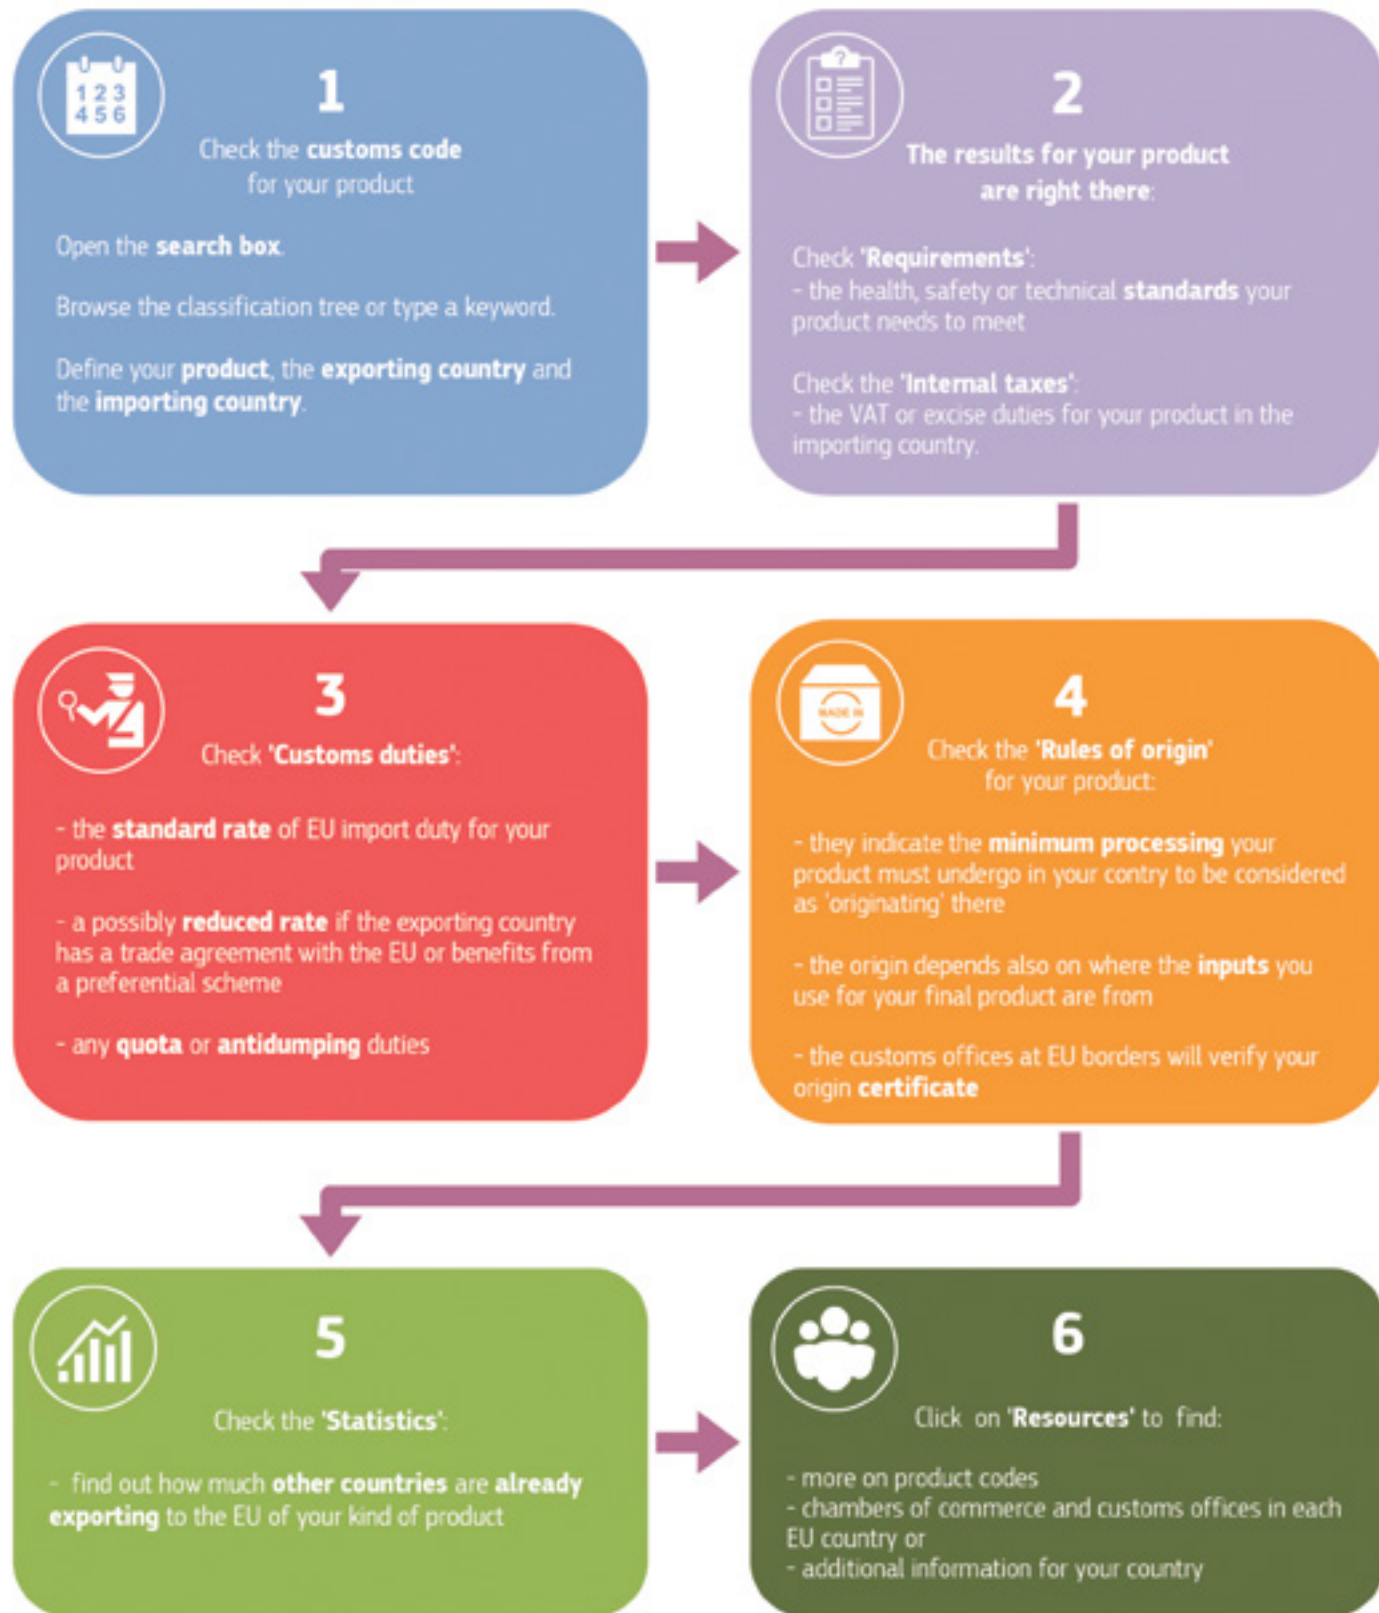 1 2 3
4 5 6
1
Check the customs code
for your product
Open the search box.
Browse the classification tree or type a keyword.
Define your product, the exporting country and
the importing country.
?
2
The results for your product
are right there:
Check 'Requirements':
- the health, safety or technical standards your
product needs to meet
Check the 'Internal taxes':
- the VAT or excise duties for your product in the
importing country.
3
Check 'Customs duties':
- the standard rate of EU import duty for your
product
- a possibly reduced rate if the exporting country
has a trade agreement with the EU or benefits from
a preferential scheme
- any quota or antidumping duties
MADE IN
4
Check the 'Rules of origin'
for your product:
- they indicate the minimum processing your
product must undergo in your contry to be considered
as 'originating' there
- the origin depends also on where the inputs you
use for your final product are from
- the customs offices at EU borders will verify your
origin certificate
5
Check the 'Statistics':
- find out how much other countries are already
exporting to the EU of your kind of product
6
Click on 'Resources' to find:
- more on product codes
- chambers of commerce and customs offices in each
EU country or
- additional information for your country